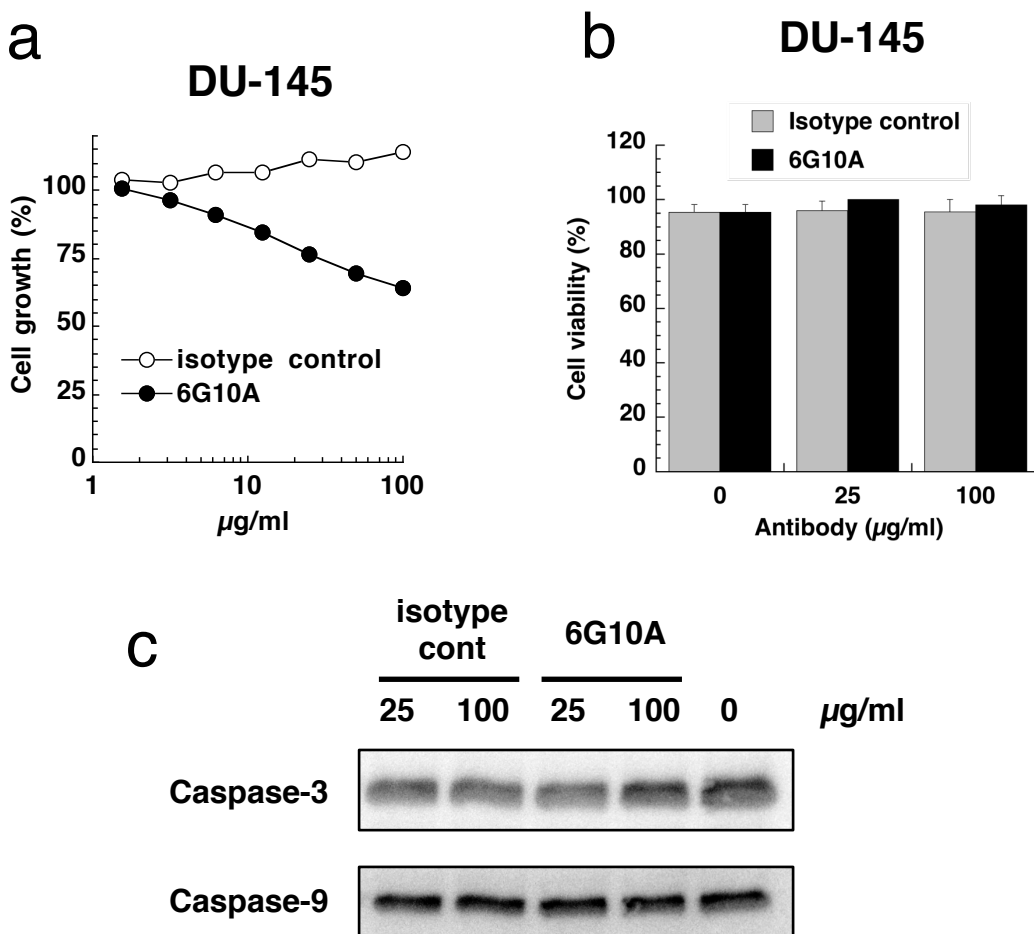 a
DU-145
Cell growth (%)
100
75
50
25
0
1 10 100
µg/ml
isotype control
6G10A
b
DU-145
Isotype control
6G10A
Cell viability (%)
120
100
80
60
40
20
0
0 25 100
Antibody (µg/ml)
c
isotype
cont
6G10A
25 100 25 100 0 µg/ml
Caspase-3
Caspase-9